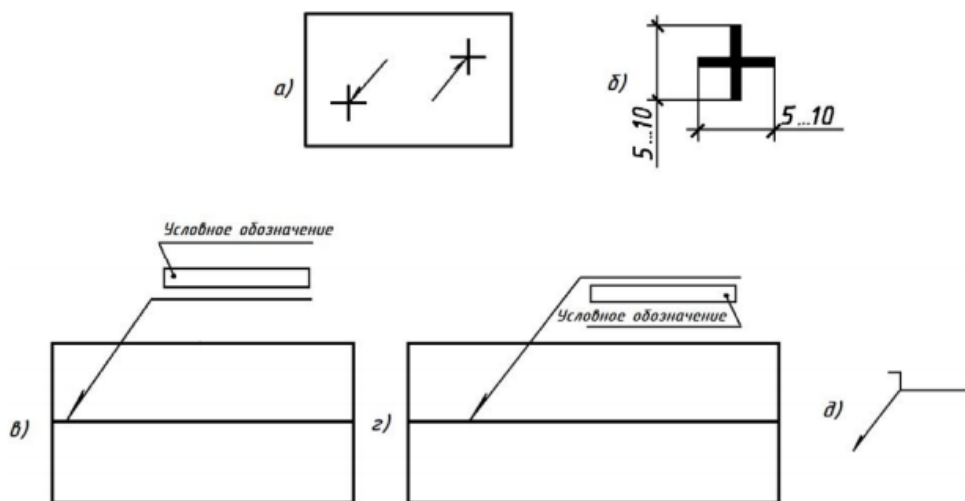 а)
б)
5...10
5...10
Условное обозначение
Условное обозначение
в)
г)
д)